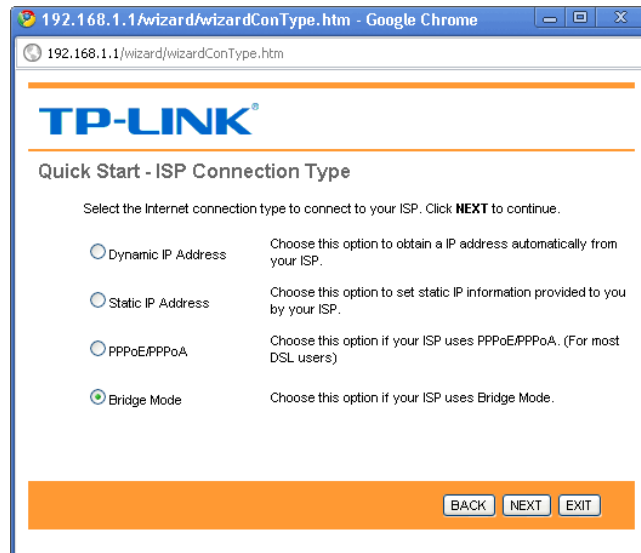 192.168.1.1/wizard/wizardConType.htm - Google Chrome
192.168.1.1/wizard/wizardConType.htm
TP-LINK®
Quick Start - ISP Connection Type
Select the Internet connection type to connect to your ISP. Click NEXT to continue.
Dynamic IP Address
Choose this option to obtain a IP address automatically from
your ISP.
Static IP Address
Choose this option to set static IP information provided to you
by your ISP.
PPPoE/PPPoA
Choose this option if your ISP uses PPPoE/PPPoA. (For most
DSL users)
Bridge Mode
Choose this option if your ISP uses Bridge Mode.
BACK NEXT EXIT